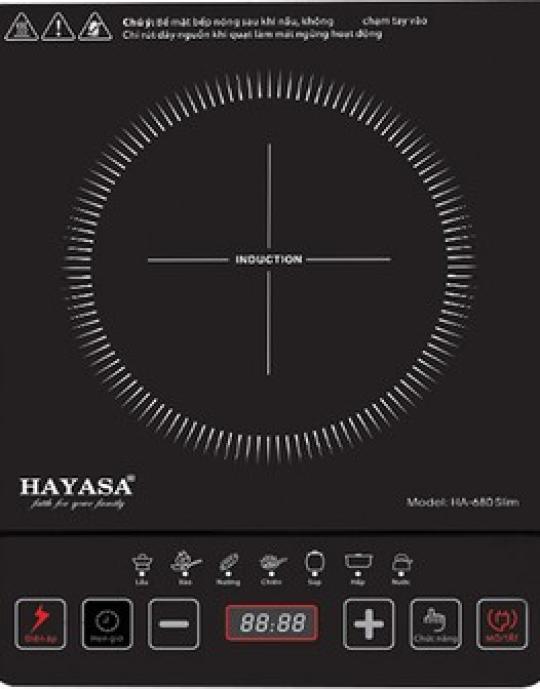 Chú ý: Bề mặt bếp nóng sau khi nấu, không chạm tay vào
Chỉ rút dây nguồn khi quạt làm mát ngừng hoạt động
INDUCTION
HAYASA®
faith for your family
Model: HA-680 Slim
Lẩu Xào Nướng Chiên Súp Hấp Nước
88:88
Điện áp Hẹn giờ Chức năng MỞ/TẮT